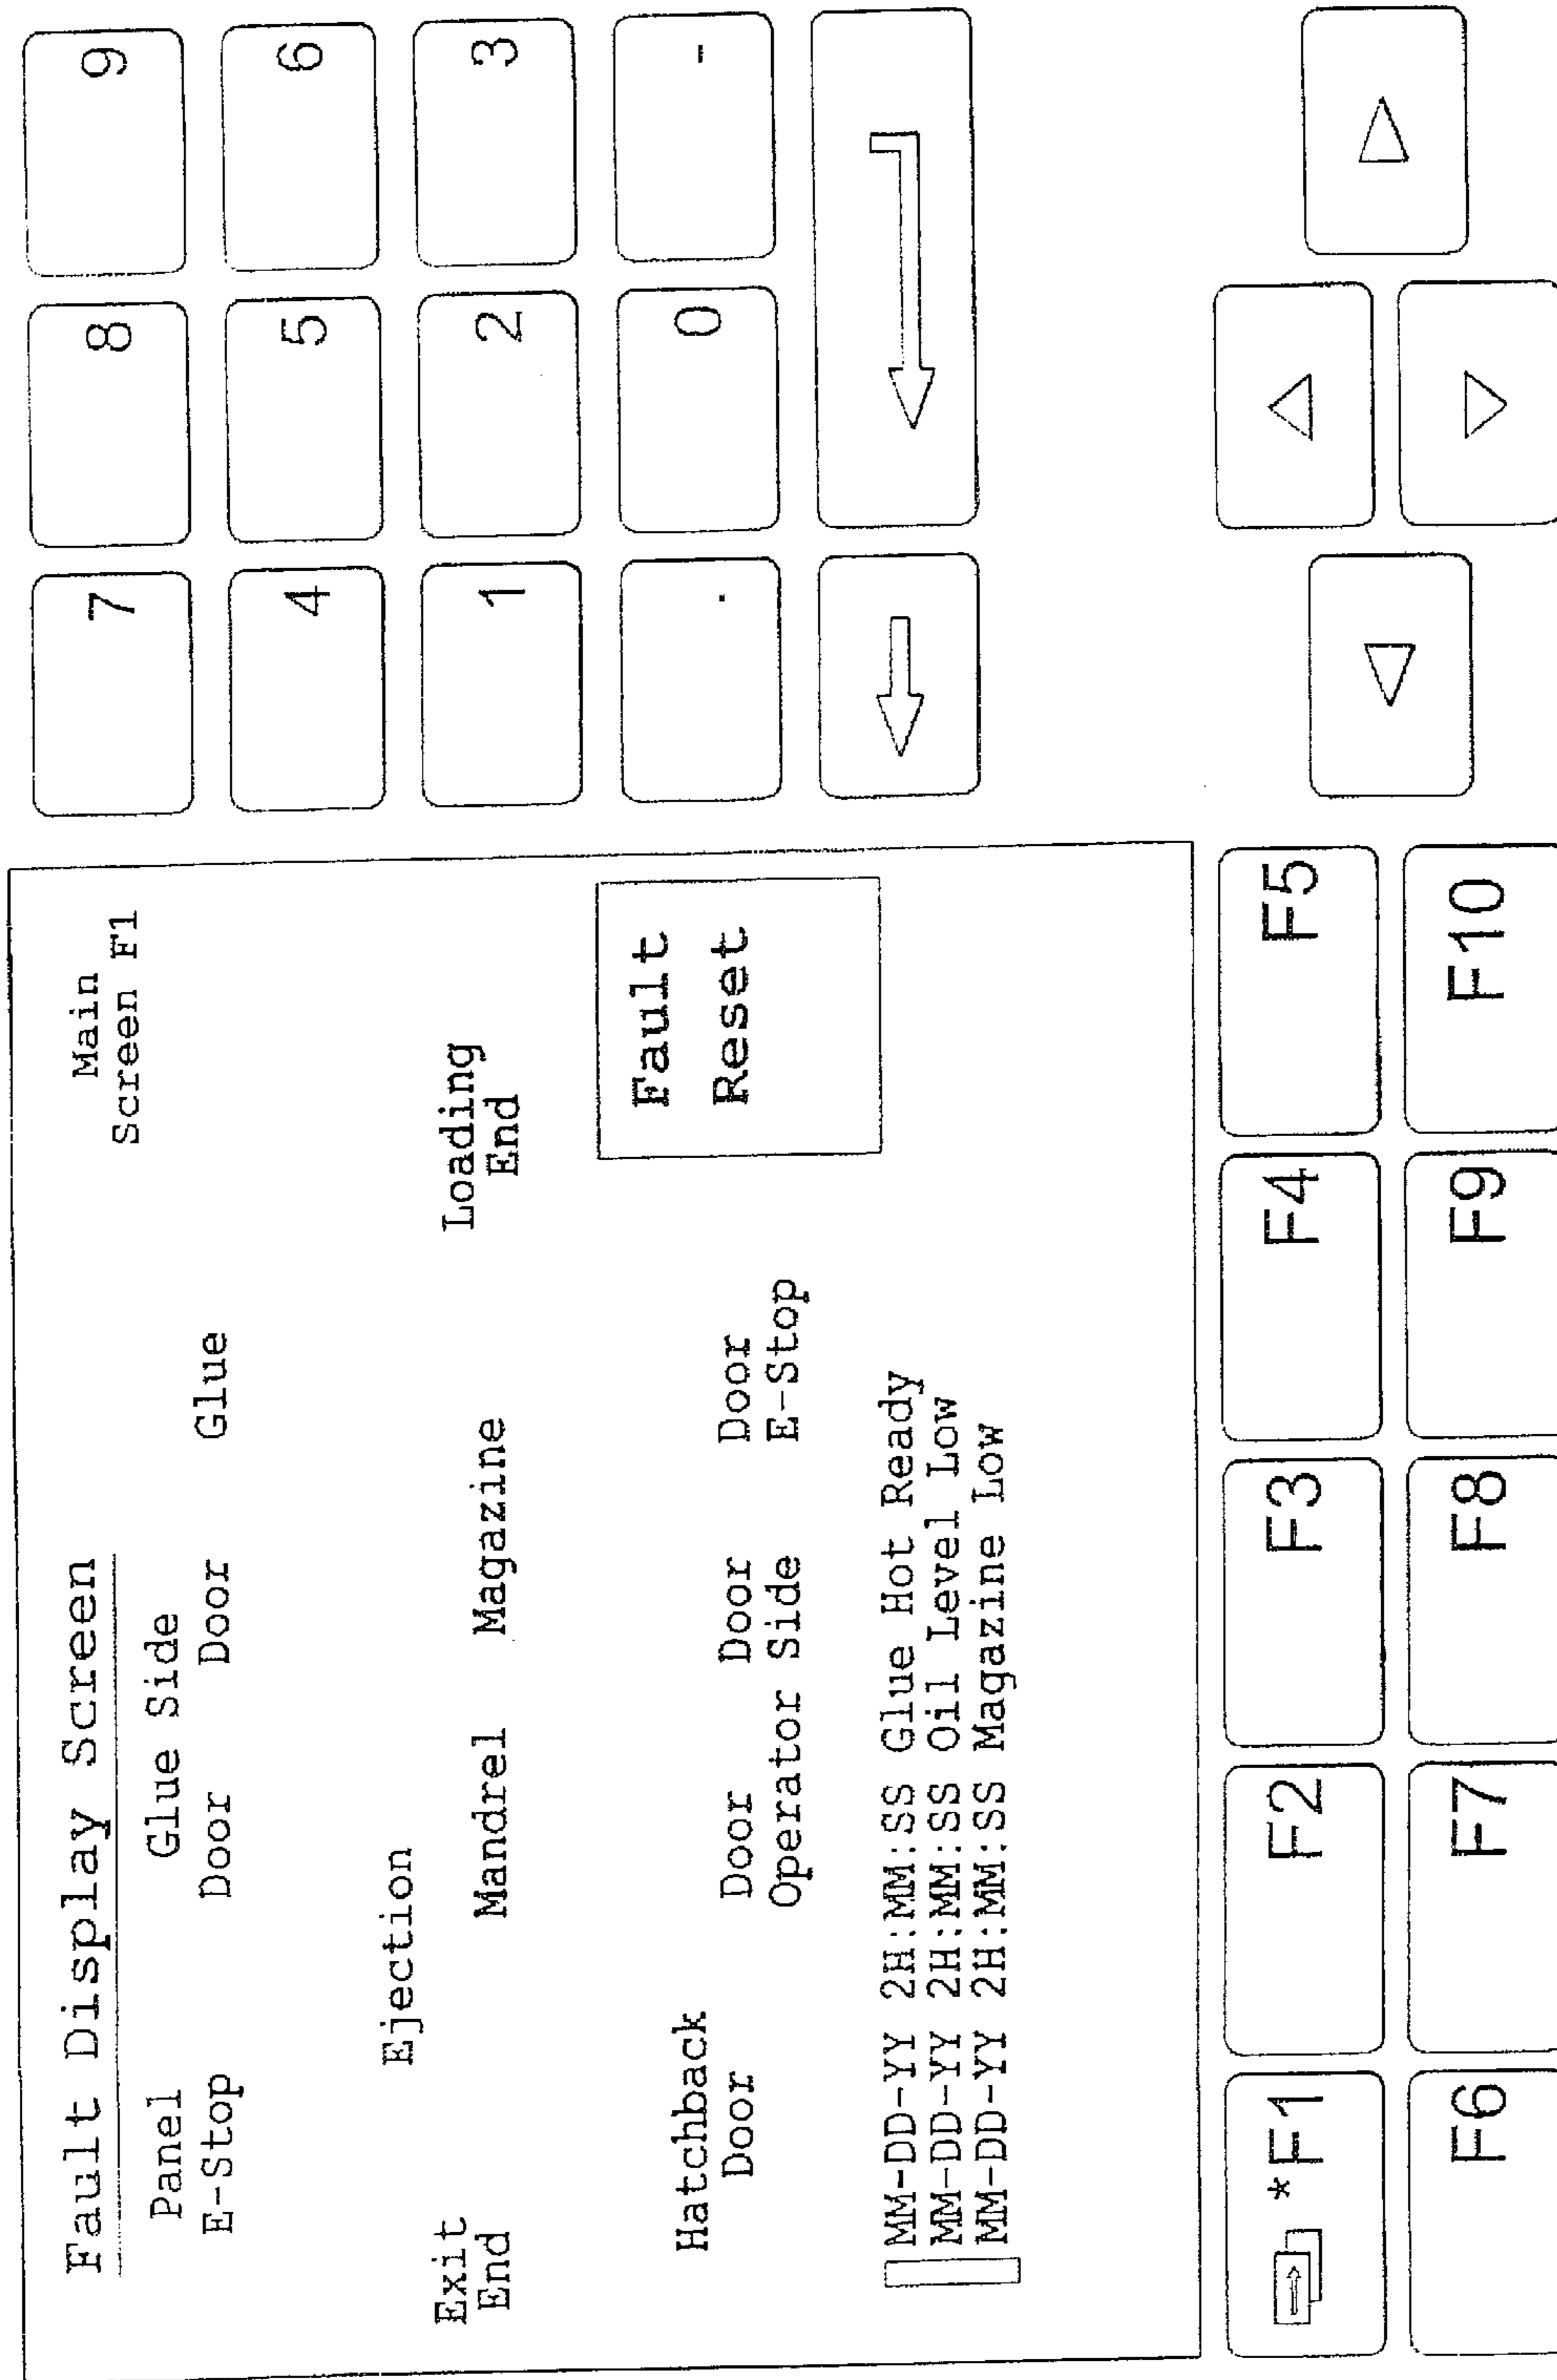 Fault Display Screen
Main
Screen F1
Panel
E-Stop
Glue Side
Door Door Glue
Ejection
Exit
End
Mandrel Magazine
Loading
End
Hatchback
Door
Door Door Door
Operator Side E-Stop
Fault
Reset
MM-DD-YY 2H:MM:SS Glue Hot Ready
MM-DD-YY 2H:MM:SS Oil Level Low
MM-DD-YY 2H:MM:SS Magazine Low
7 8 9
4 5 6
1 2 3
. 0 -
*F1 F2 F3 F4 F5
F6 F7 F8 F9 F10